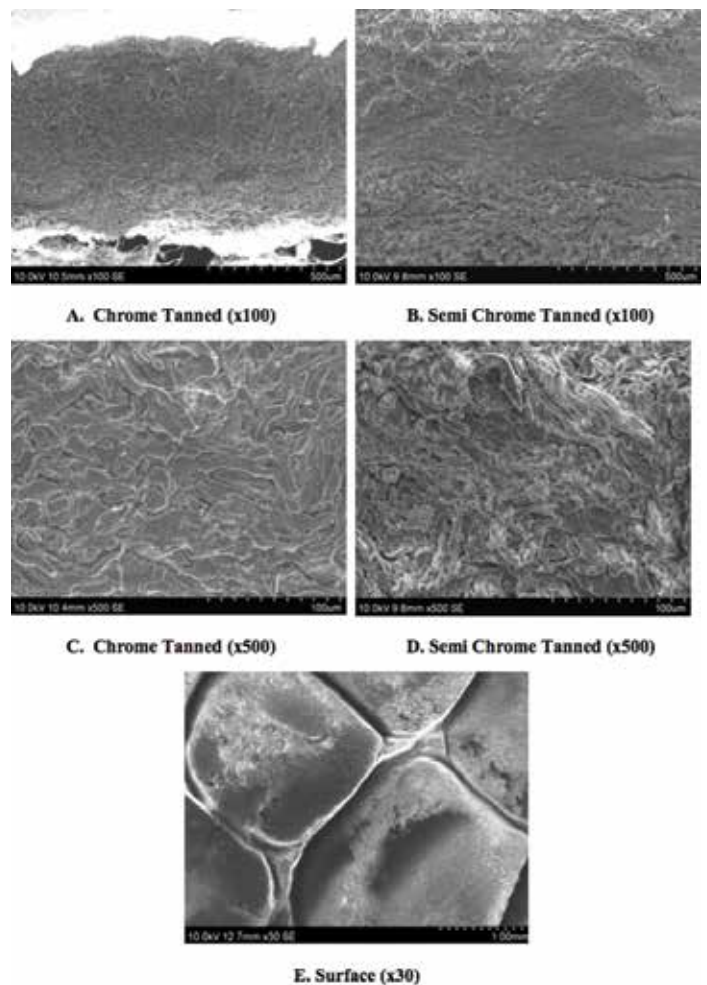 10.0kV 10.5mm x100 SE 500um
10.0kV 9.8mm x100 SE 500um
A. Chrome Tanned (x100)
B. Semi Chrome Tanned (x100)
10.0kV 10.4mm x500 SE 100um
10.0kV 9.8mm x500 SE 100um
C. Chrome Tanned (x500)
D. Semi Chrome Tanned (x500)
10.0kV 12.7mm x30 SE 1.00mm
E. Surface (x30)